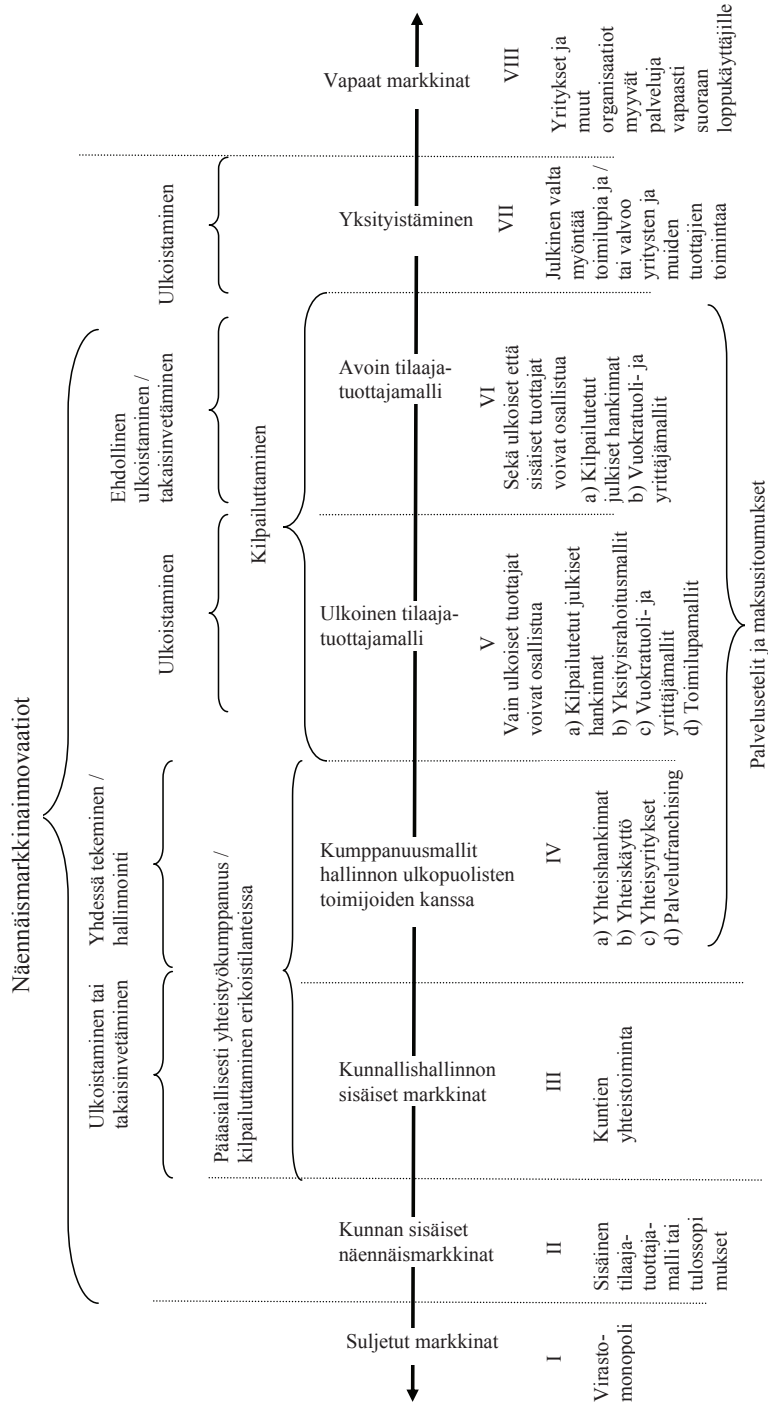 Näennäismarkkinainnovaatiot
Ulkoistaminen tai
takaisinvetäminen
Yhdessä tekeminen /
hallinnointi
Ulkoistaminen
Ehdollinen
ulkoistaminen /
takaisinvetäminen
Ulkoistaminen
Pääasiallisesti yhteistyökumppanuus /
kilpailuttaminen erikoistilanteissa
Kilpailuttaminen
Suljetut markkinat
Kunnan sisäiset
näennäismarkkinat
Kunnallishallinnon
sisäiset markkinat
Kumppanuusmallit
hallinnon ulkopuolisten
toimijoiden kanssa
Ulkoinen tilaaja-
tuottajamalli
Avoin tilaaja-
tuottajamalli
Yksityistäminen
Vapaat markkinat
I
Virasto-
monopoli
II
Sisäinen
tilaaja-
tuottaja-
malli tai
tulossopi
mukset
III
Kuntien
yhteistoiminta
IV
a) Yhteishankinnat
b) Yhteiskäyttö
c) Yhteisyritykset
d) Palvelufranchising
V
Vain ulkoiset tuottajat
voivat osallistua
a) Kilpailutetut julkiset
hankinnat
b) Yksityisrahoitusmallit
c) Vuokratuoli- ja
yrittäjämallit
d) Toimilupamallit
VI
Sekä ulkoiset että
sisäiset tuottajat
voivat osallistua
a) Kilpailutetut
julkiset hankinnat
b) Vuokratuoli- ja
yrittäjämallit
VII
Julkinen valta
myöntää
toimilupia ja /
tai valvoo
yritysten ja
muiden
tuottajien
toimintaa
VIII
Yritykset ja
muut
organisaatiot
myyvät
palveluja
vapaasti
suoraan
loppukäyttäjille
Palvelusetelit ja maksusitoumukset